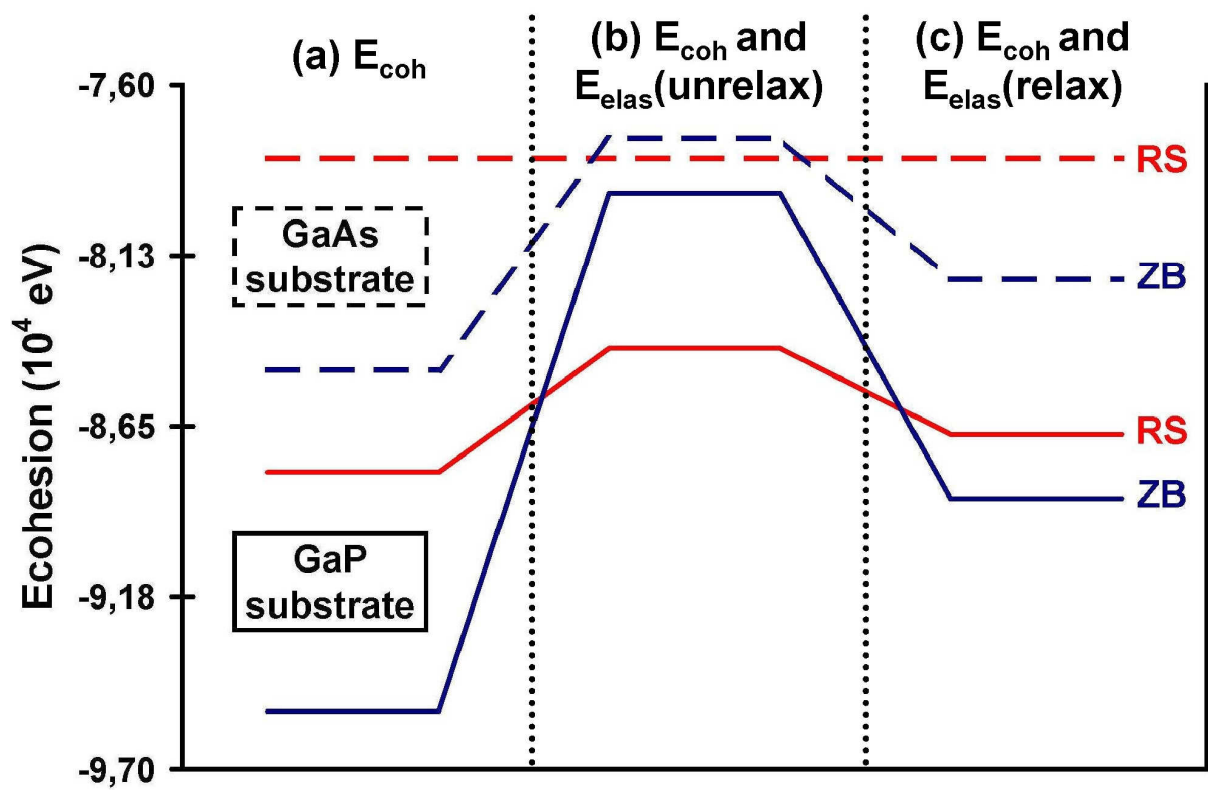 (a) Ecoh
(b) Ecoh and
Eelas(unrelax)
(c) Ecoh and
Eelas(relax)
Ecohesion (10⁴ eV)
-7,60
-8,13
-8,65
-9,18
-9,70
GaAs
substrate
GaP
substrate
RS
ZB
RS
ZB